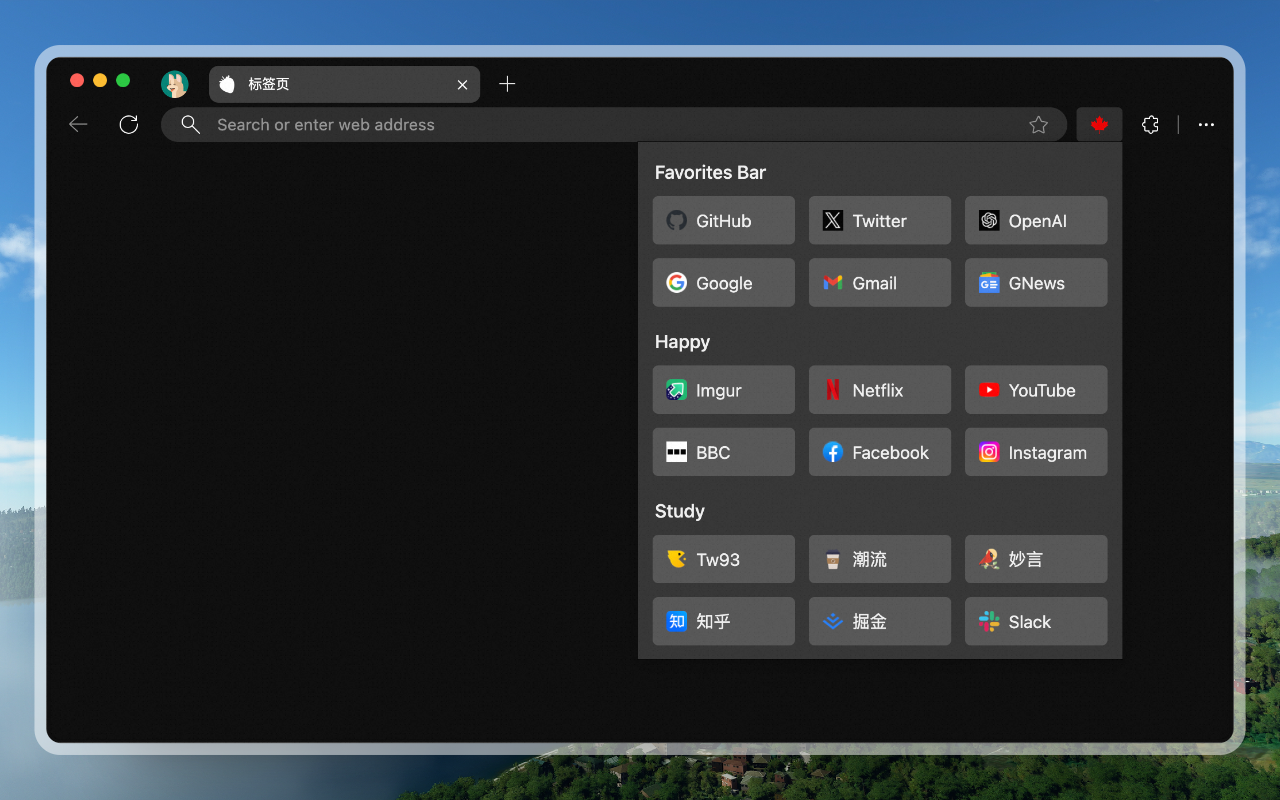 标签页
Search or enter web address
Favorites Bar
GitHub Twitter OpenAI
Google Gmail GNews
Happy
Imgur Netflix YouTube
BBC Facebook Instagram
Study
Tw93 潮流 妙言
知 知乎 掘金 Slack